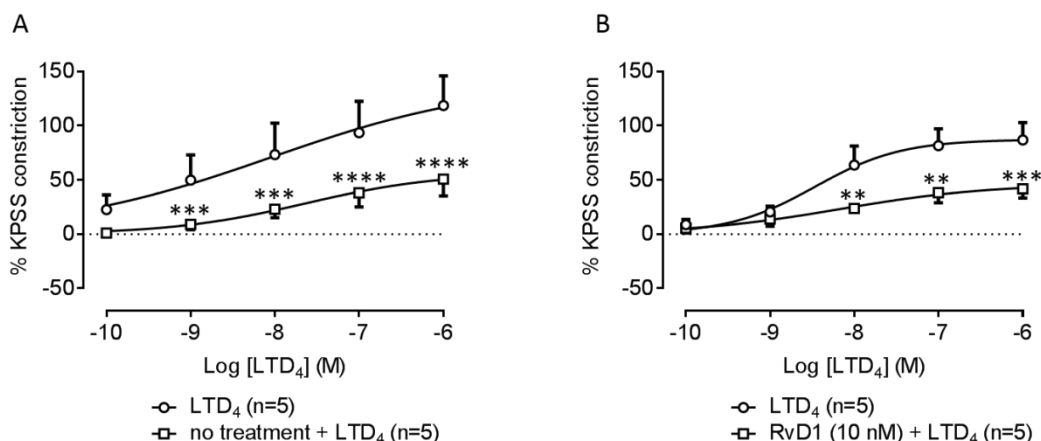 A
B
% KPSS constriction
150
100
50
0
-50
***
***
****
****
-10
-9
-8
-7
-6
Log [LTD₄] (M)
LTD₄ (n=5)
no treatment + LTD₄ (n=5)
% KPSS constriction
150
100
50
0
-50
**
**
***
-10
-9
-8
-7
-6
Log [LTD₄] (M)
LTD₄ (n=5)
RvD1 (10 nM) + LTD₄ (n=5)